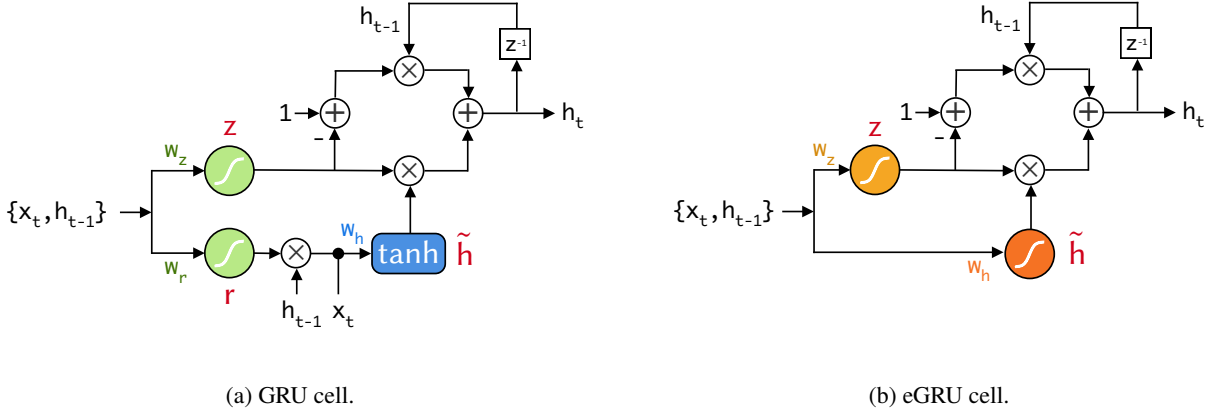 h_{t-1}
z⁻¹
1
+
-
h_t
z
w_z
{x_t,h_{t-1}}
w_r
r
w_h
tanh
h̃
h_{t-1}
x_t
(a) GRU cell.
h_{t-1}
z⁻¹
1
+
-
h_t
z
w_z
{x_t,h_{t-1}}
w_h
h̃
(b) eGRU cell.